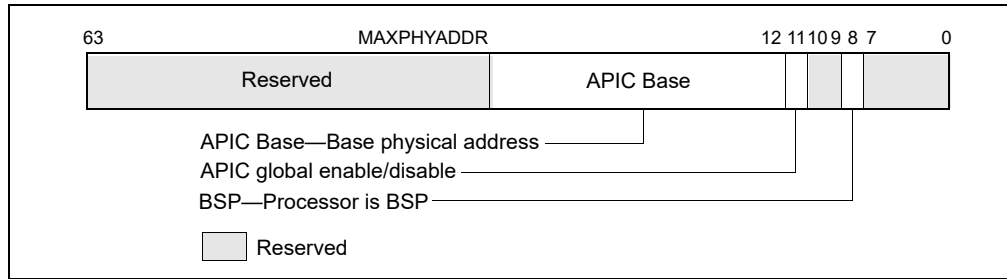 63 MAXPHYADDR 12 11 10 9 8 7 0
Reserved APIC Base
APIC Base—Base physical address
APIC global enable/disable
BSP—Processor is BSP
Reserved